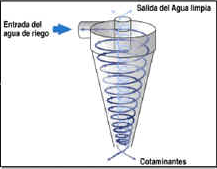 Salida del Agua limpia
Entrada del
agua de riego
Cotaminantes